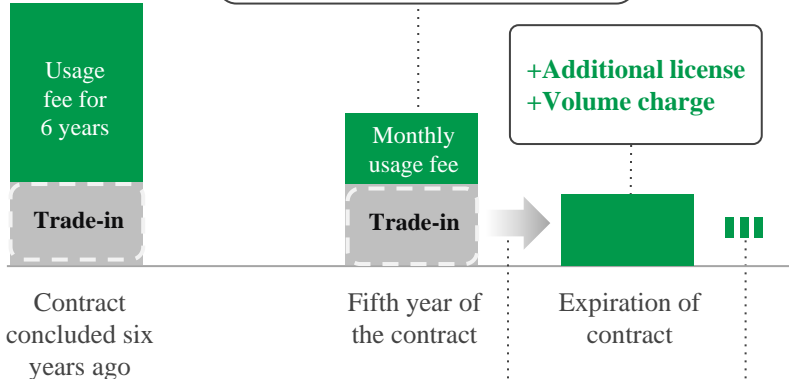 Usage
fee for
6 years
+Additional license
+Volume charge
Monthly
usage fee
Trade-in
Trade-in
Contract
concluded six
years ago
Fifth year of
the contract
Expiration of
contract